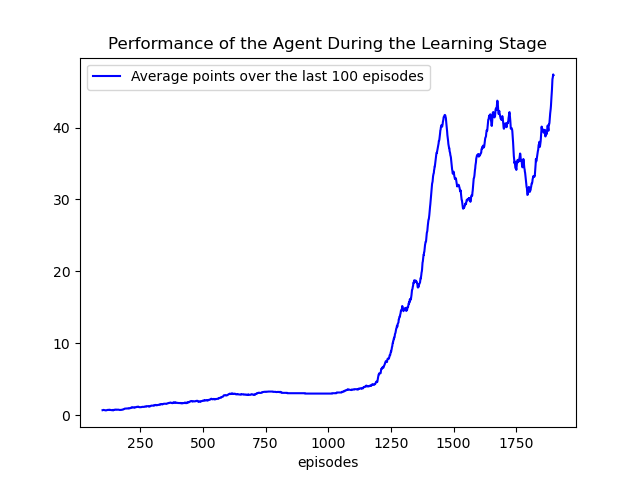 Performance of the Agent During the Learning Stage
Average points over the last 100 episodes
40
30
20
10
0
250 500 750 1000 1250 1500 1750
episodes